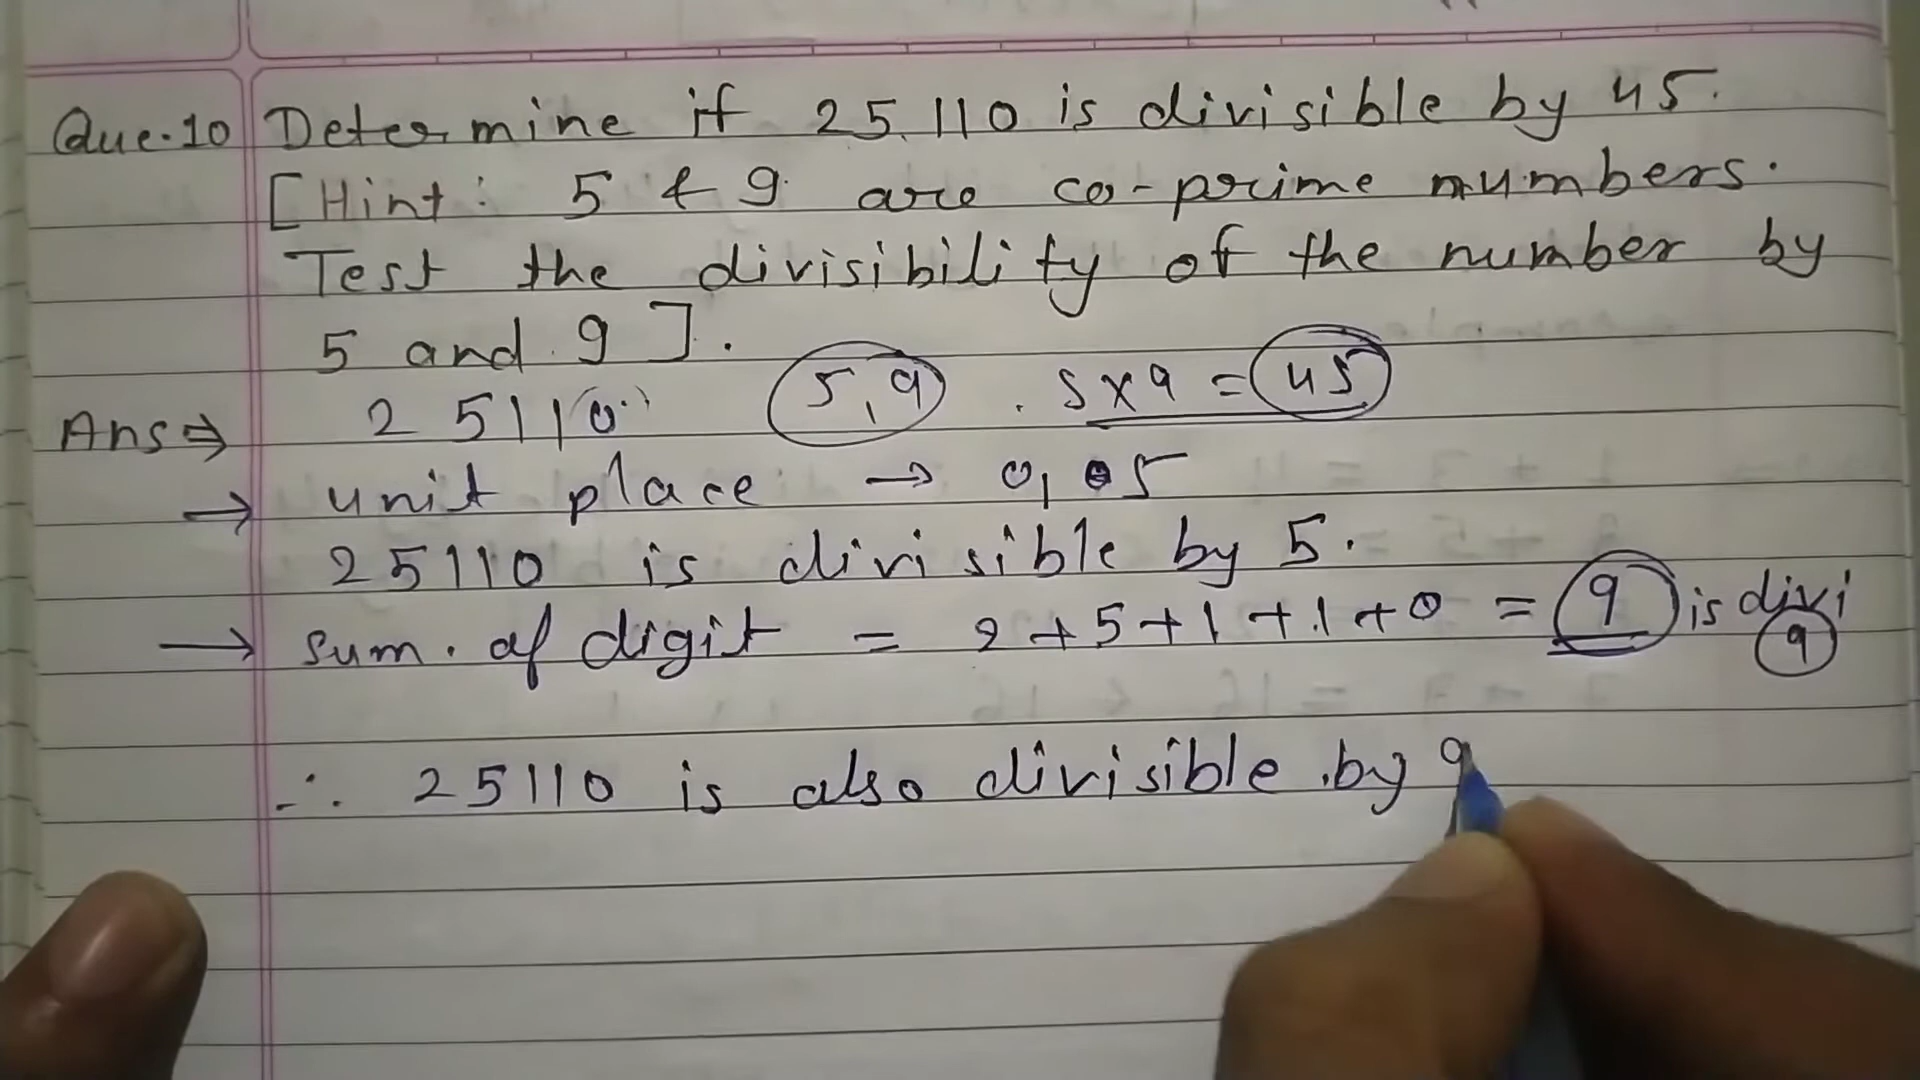 Que.10 Determine if 25110 is divisible by 45.
[Hint: 5 & 9 are co-prime numbers.
Test the divisibility of the number by
5 and 9].
Ans ⇒ 25110 5,9 . 5×9 = 45
→ unit place → 0, 5
25110 is divisible by 5.
→ sum. of digit = 2+5+1+1+0 = 9 is divi
9
∴ 25110 is also divisible by 9